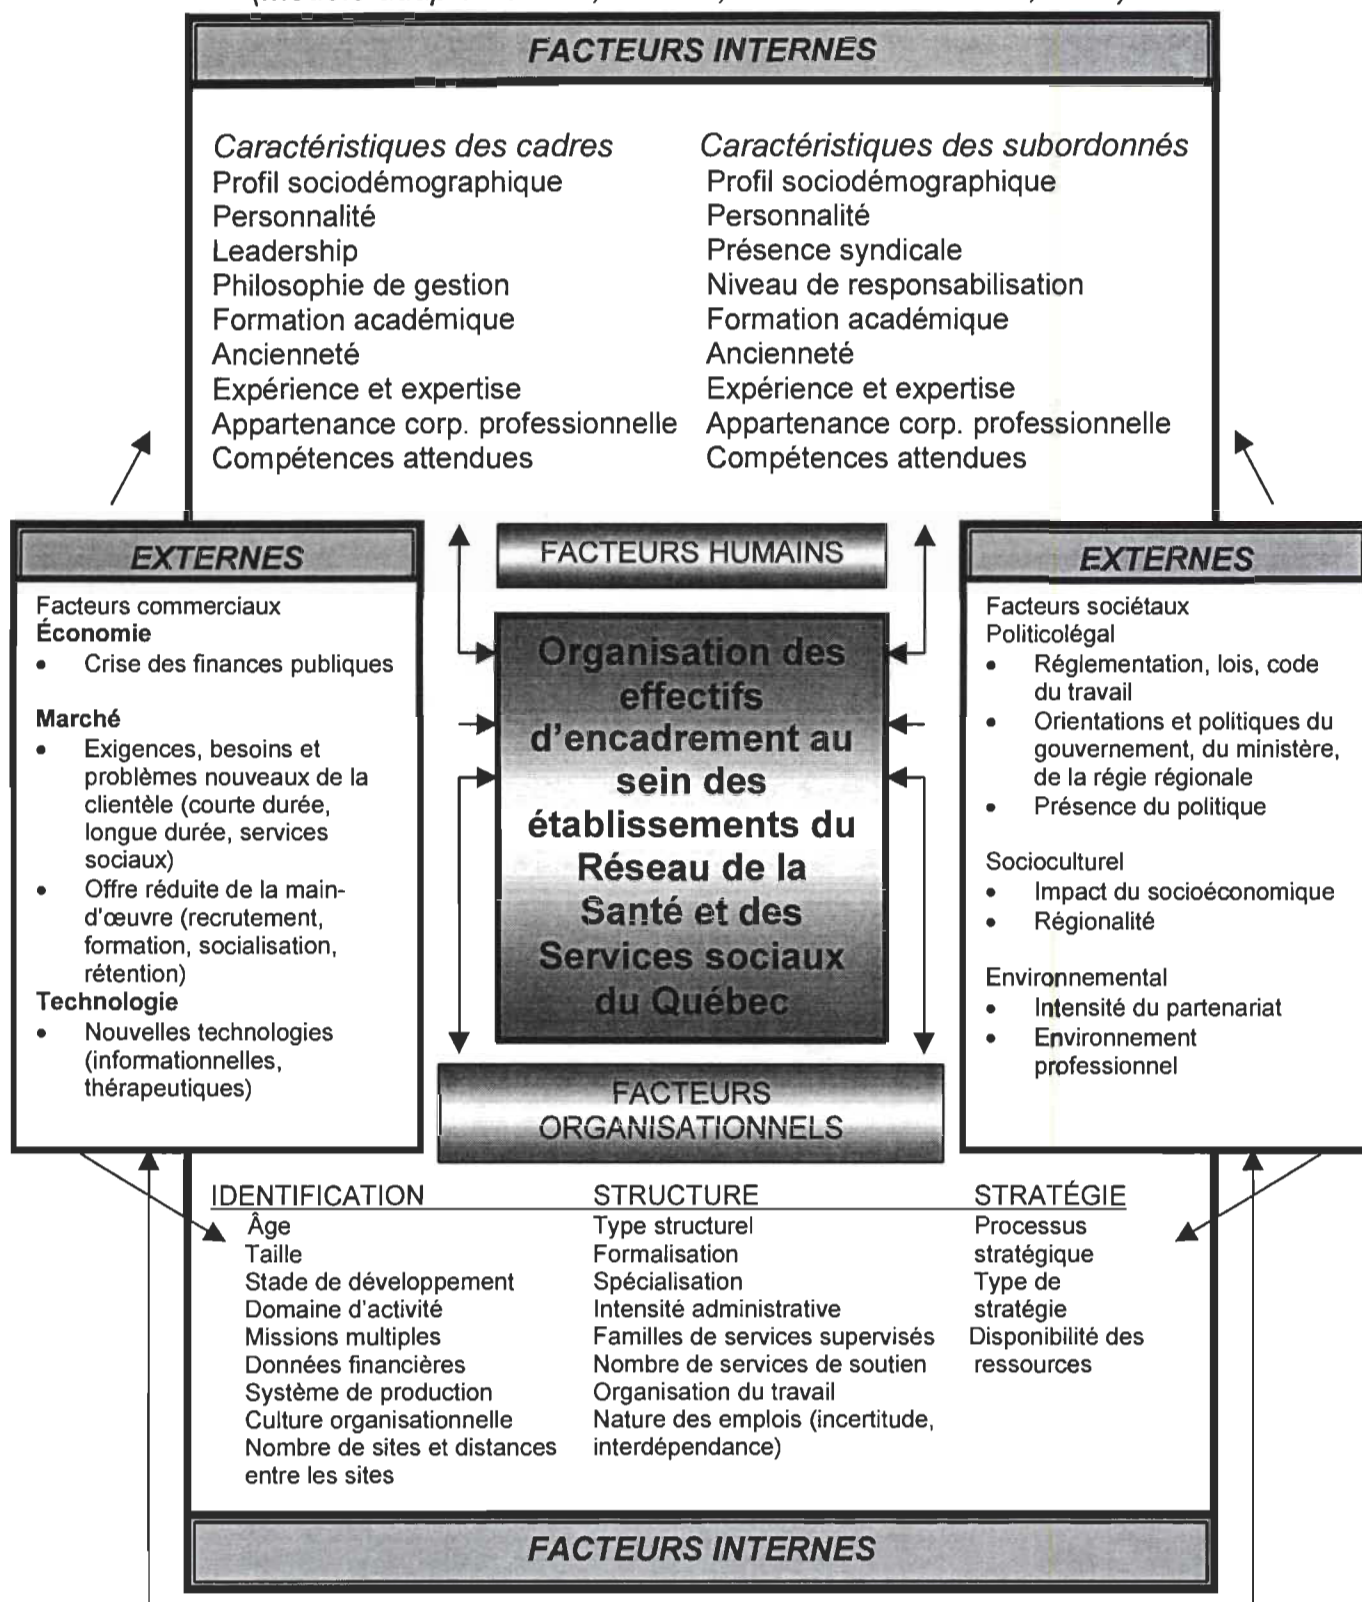 FACTEURS INTERNES
Caractéristiques des cadres
Profil sociodémographique
Personnalité
Leadership
Philosophie de gestion
Formation académique
Ancienneté
Expérience et expertise
Appartenance corp. professionnelle
Compétences attendues
Caractéristiques des subordonnés
Profil sociodémographique
Personnalité
Présence syndicale
Niveau de responsabilisation
Formation académique
Ancienneté
Expérience et expertise
Appartenance corp. professionnelle
Compétences attendues
EXTERNES
Facteurs commerciaux
Économie
• Crise des finances publiques
Marché
• Exigences, besoins et
problèmes nouveaux de la
clientèle (courte durée,
longue durée, services
sociaux)
• Offre réduite de la main-
d'œuvre (recrutement,
formation, socialisation,
rétention)
Technologie
• Nouvelles technologies
(informationnelles,
thérapeutiques)
FACTEURS HUMAINS
Organisation des
effectifs
d'encadrement au
sein des
établissements du
Réseau de la
Santé et des
Services sociaux
du Québec
FACTEURS
ORGANISATIONNELS
EXTERNES
Facteurs sociétaux
Politicolégal
• Réglementation, lois, code
du travail
• Orientations et politiques du
gouvernement, du ministère,
de la régie régionale
• Présence du politique
Socioculturel
• Impact du socioéconomique
• Régionalité
Environnemental
• Intensité du partenariat
• Environnement
professionnel
IDENTIFICATION
Âge
Taille
Stade de développement
Domaine d'activité
Missions multiples
Données financières
Système de production
Culture organisationnelle
Nombre de sites et distances
entre les sites
STRUCTURE
Type structurel
Formalisation
Spécialisation
Intensité administrative
Familles de services supervisés
Nombre de services de soutien
Organisation du travail
Nature des emplois (incertitude,
interdépendance)
STRATÉGIE
Processus
stratégique
Type de
stratégie
Disponibilité des
ressources
FACTEURS INTERNES